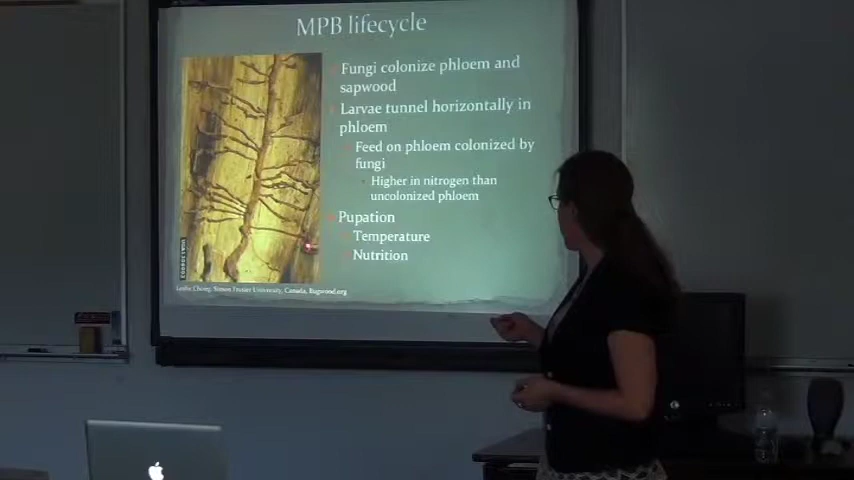 MPB lifecycle
Fungi colonize phloem and
sapwood
Larvae tunnel horizontally in
phloem
Feed on phloem colonized by
fungi
Higher in nitrogen than
uncolonized phloem
Pupation
Temperature
Nutrition
Leslie Chong, Simon Frazier University, Canada, Bugwood.org